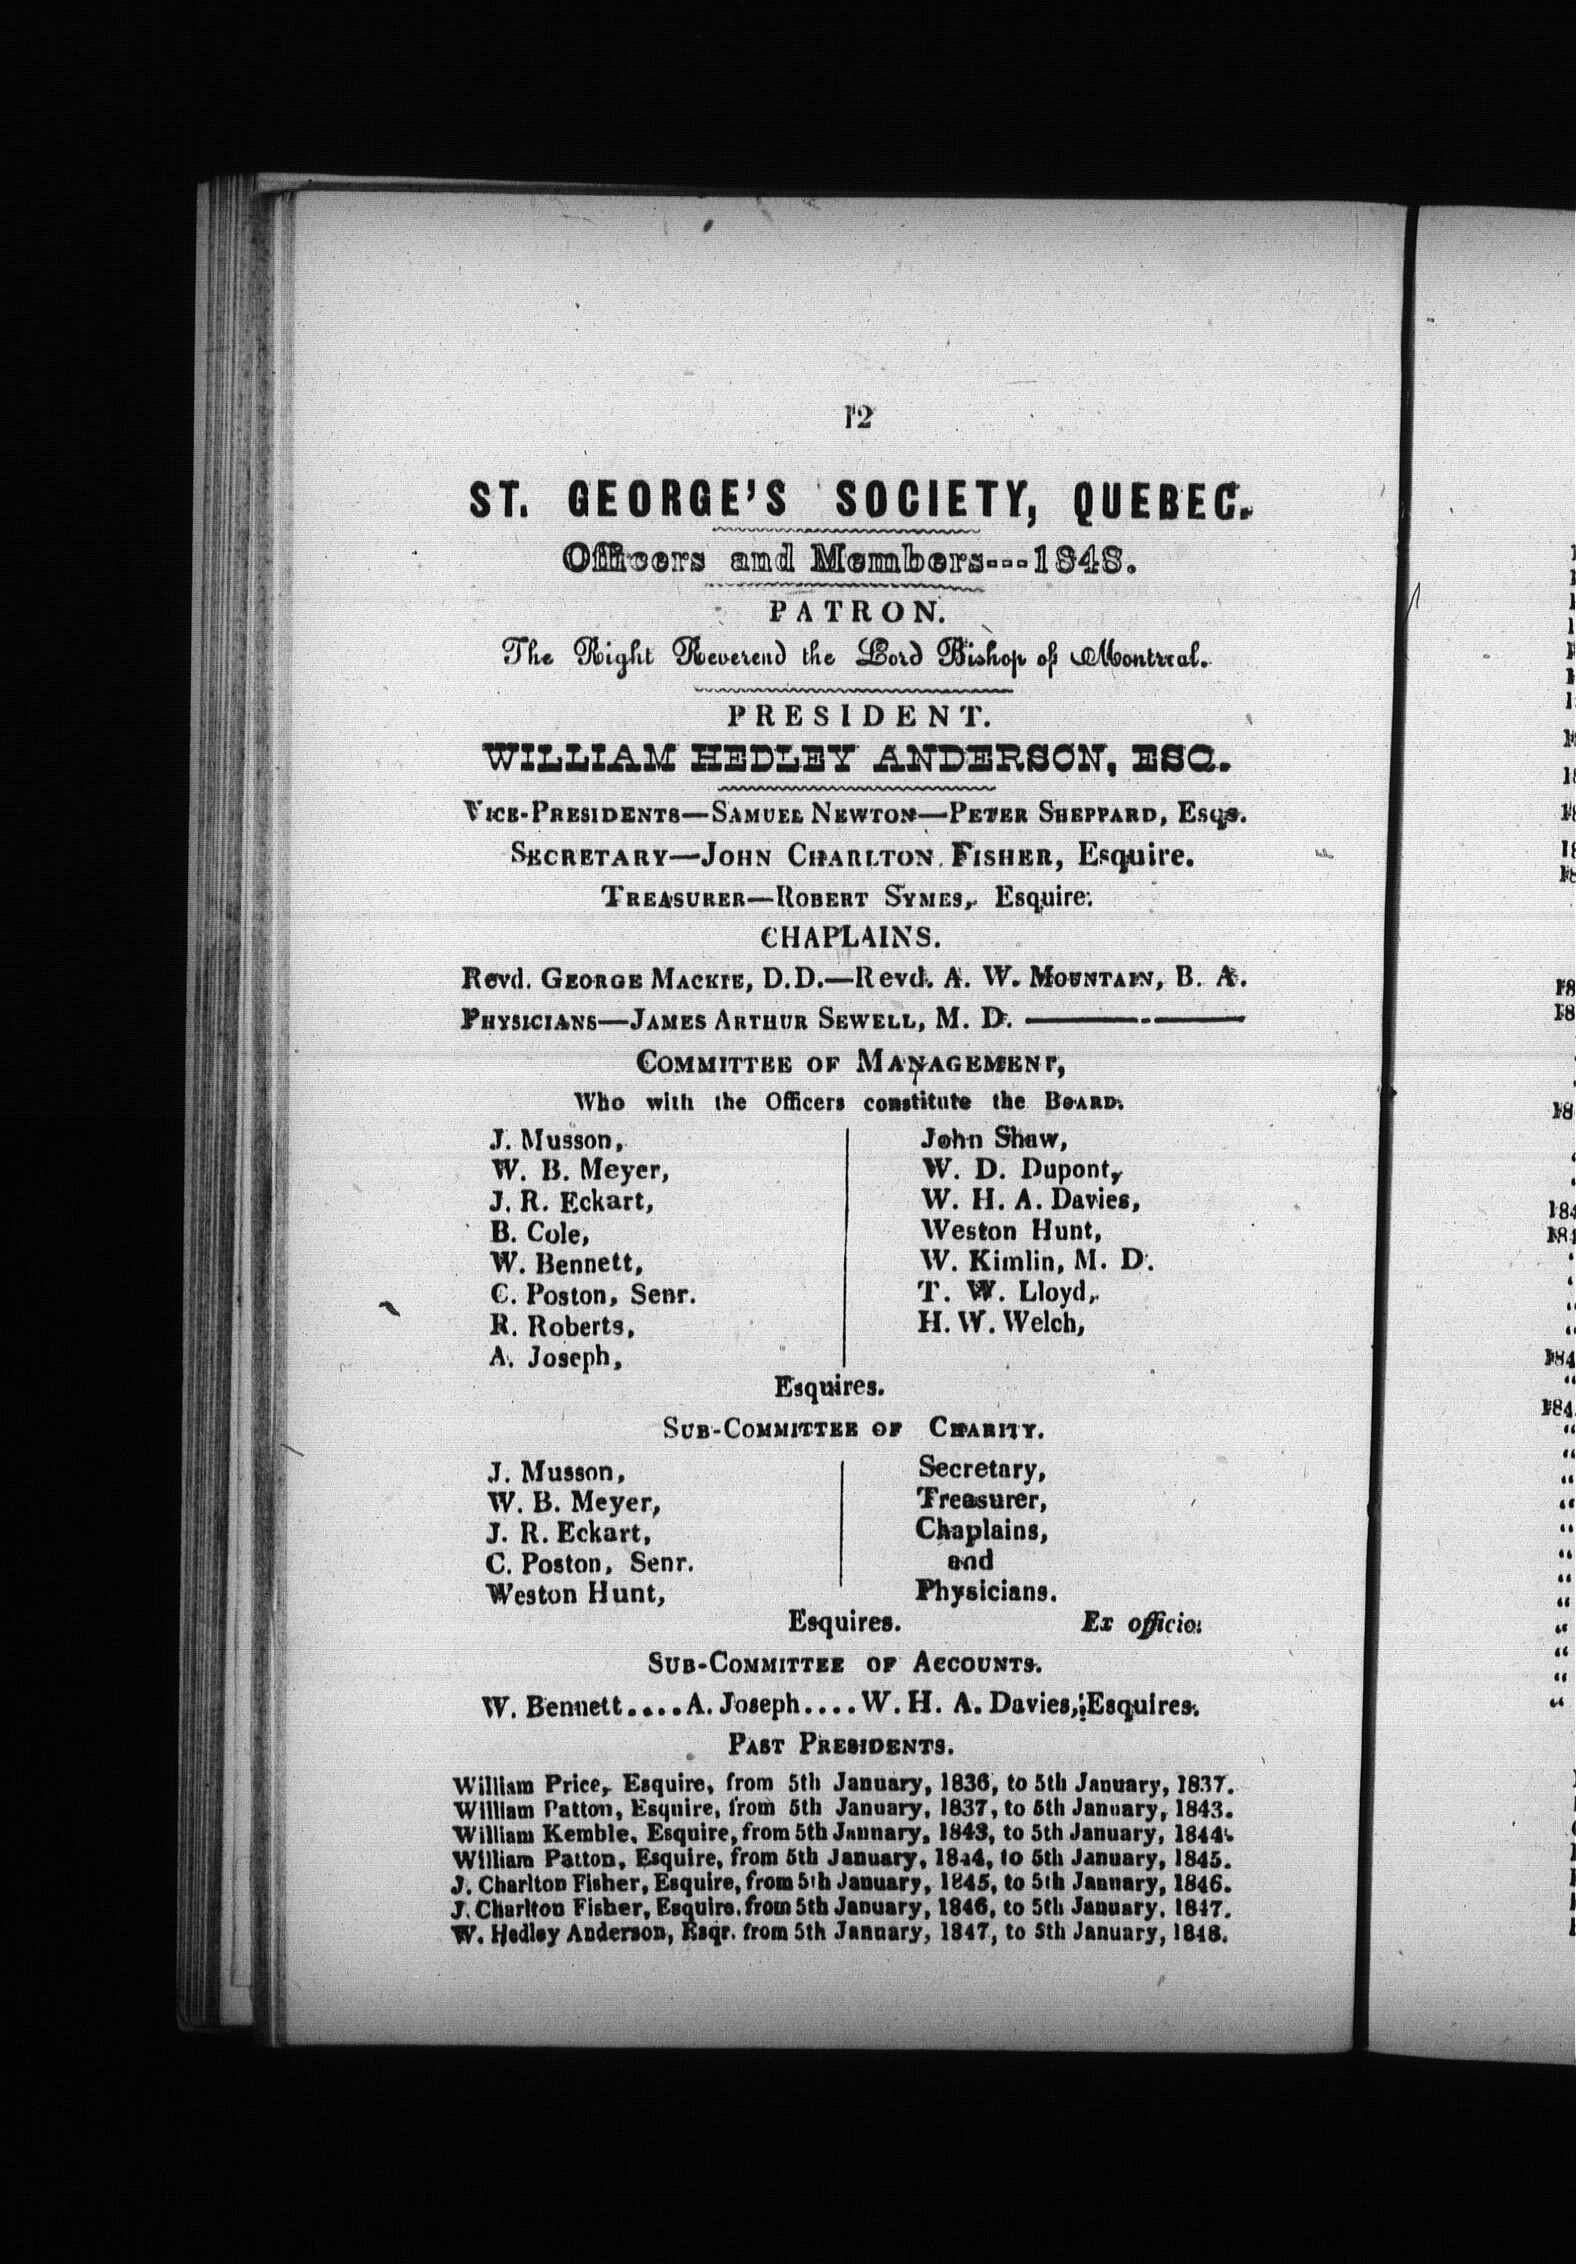 12
ST. GEORGE'S SOCIETY, QUEBEC.
Officers and Members---1848.
PATRON.
The Right Reverend the Lord Bishop of Montreal.
PRESIDENT.
WILLIAM HEDLEY ANDERSON, ESQ.
VICE-PRESIDENTS—SAMUEL NEWTON—PETER SHEPPARD, ESQS.
SECRETARY—JOHN CHARLTON FISHER, Esquire.
TREASURER—ROBERT SYMES, Esquire.
CHAPLAINS.
Revd. GEORGE MACKIE, D.D.—Revd. A. W. MOUNTAIN, B. A.
PHYSICIANS—JAMES ARTHUR SEWELL, M. D. ———-———
COMMITTEE OF MANAGEMENT,
Who with the Officers constitute the BOARD.
J. Musson,
W. B. Meyer,
J. R. Eckart,
B. Cole,
W. Bennett,
C. Poston, Senr.
R. Roberts,
A. Joseph,
John Shaw,
W. D. Dupont,
W. H. A. Davies,
Weston Hunt,
W. Kimlin, M. D.
T. W. Lloyd,
H. W. Welch,
Esquires.
SUB-COMMITTEE OF CHARITY.
J. Musson,
W. B. Meyer,
J. R. Eckart,
C. Poston, Senr.
Weston Hunt,
Secretary,
Treasurer,
Chaplains,
and
Physicians.
Esquires. Ex officio.
SUB-COMMITTEE OF ACCOUNTS.
W. Bennett....A. Joseph....W. H. A. Davies, Esquires.
PAST PRESIDENTS.
William Price, Esquire, from 5th January, 1836, to 5th January, 1837.
William Patton, Esquire, from 5th January, 1837, to 5th January, 1843.
William Kemble, Esquire, from 5th January, 1843, to 5th January, 1844.
William Patton, Esquire, from 5th January, 1844, to 5th January, 1845.
J. Charlton Fisher, Esquire, from 5th January, 1845, to 5th January, 1846.
J. Charlton Fisher, Esquire, from 5th January, 1846, to 5th January, 1847.
W. Hedley Anderson, Esqr. from 5th January, 1847, to 5th January, 1848.